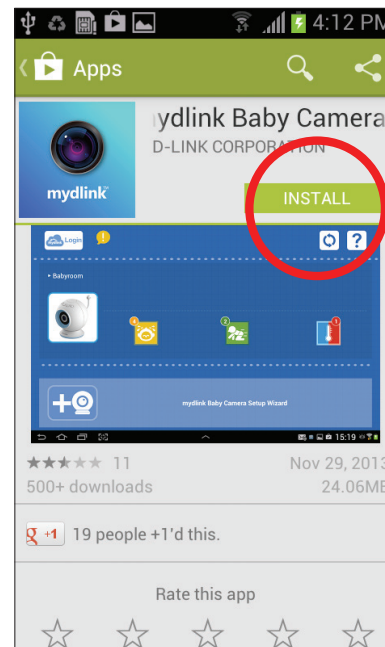 4:12 PM
Apps
ydlink Baby Camera
D-LINK CORPORATION
mydlink
INSTALL
Login
Babyroom
mydlink Baby Camera Setup Wizard
15:19
11
Nov 29, 2013
500+ downloads
24.06MB
g +1 19 people +1'd this.
Rate this app